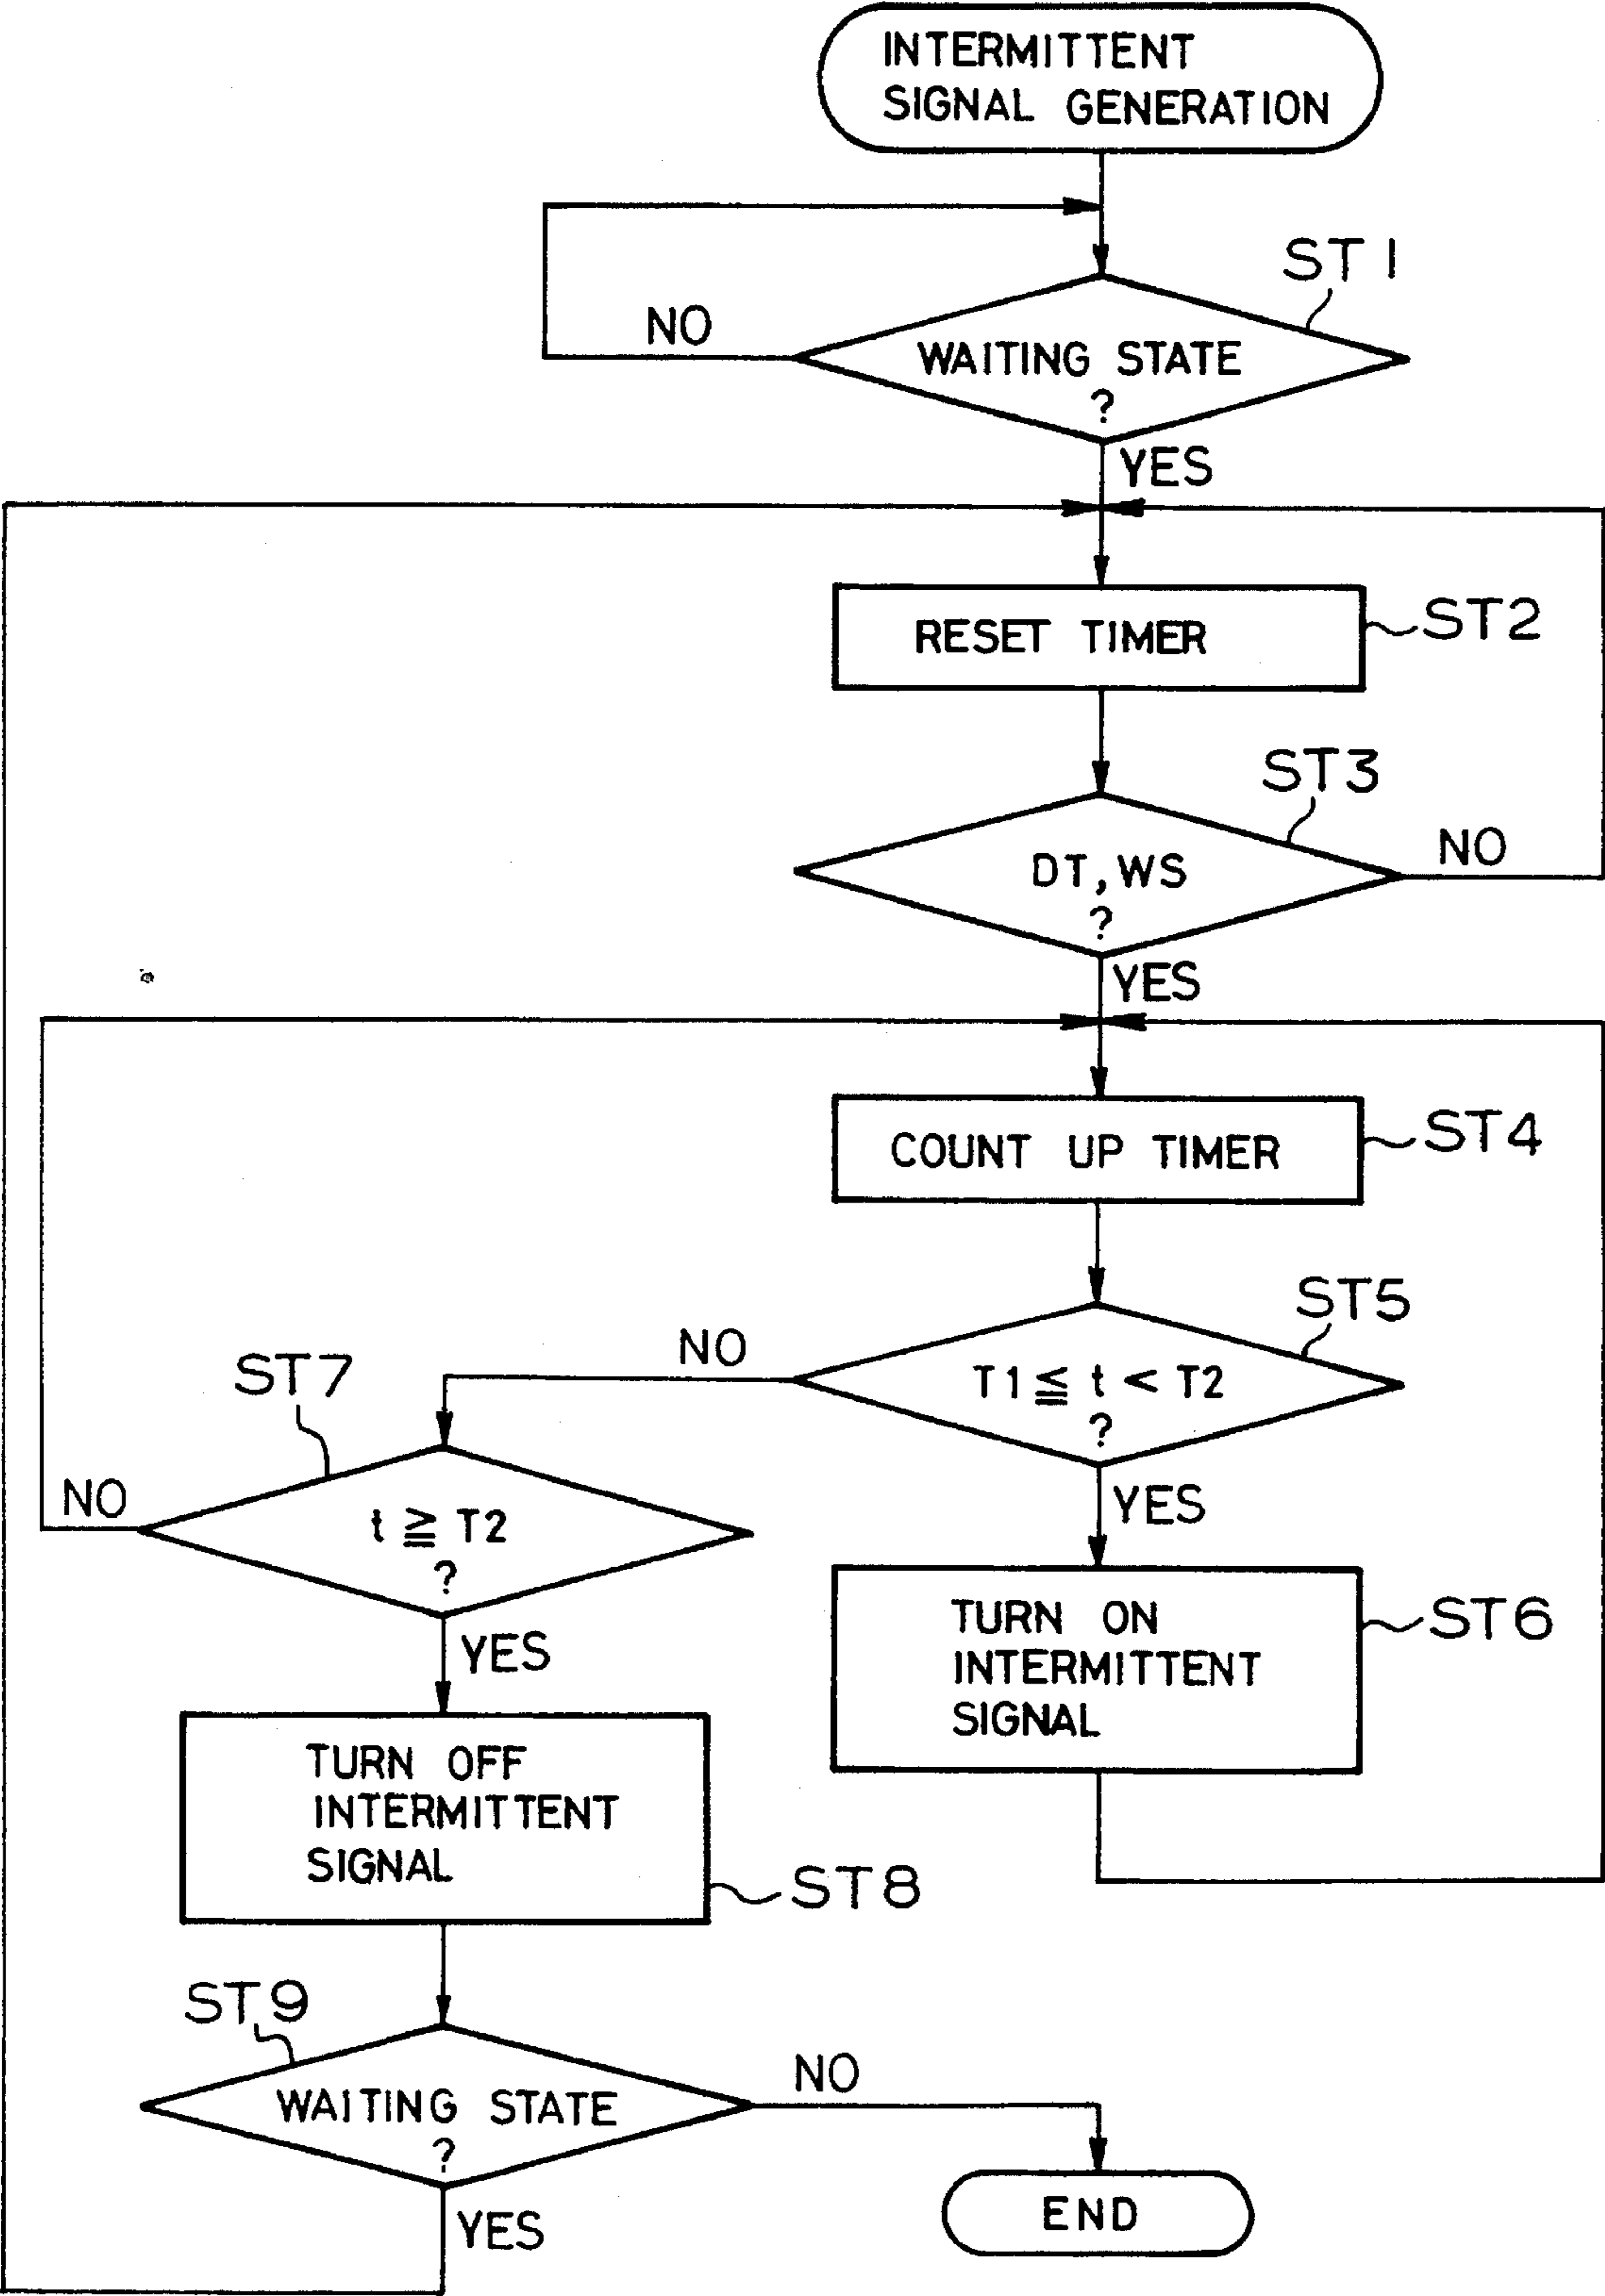 INTERMITTENT
SIGNAL GENERATION
ST1
NO
WAITING STATE
?
YES
RESET TIMER
ST2
ST3
DT, WS
?
NO
YES
COUNT UP TIMER
ST4
ST5
T1 ≦ t < T2
?
NO
YES
ST7
NO
t ≧ T2
?
YES
TURN ON
INTERMITTENT
SIGNAL
ST6
TURN OFF
INTERMITTENT
SIGNAL
ST8
ST9
WAITING STATE
?
NO
YES
END